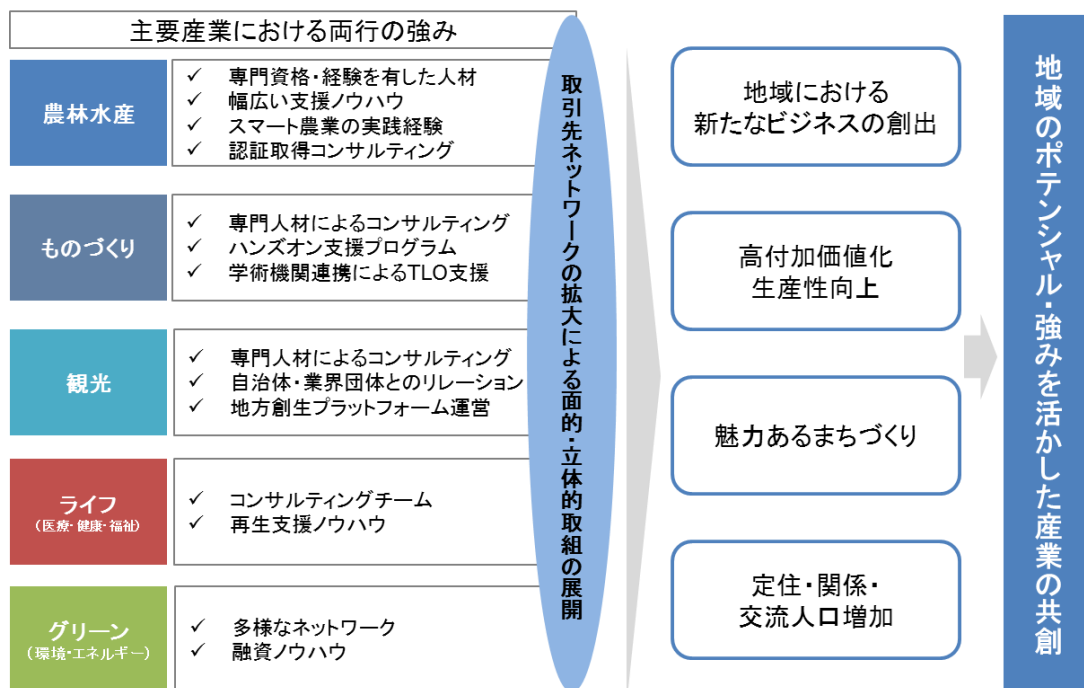 主要産業における両行の強み
農林水産
✓ 専門資格・経験を有した人材
✓ 幅広い支援ノウハウ
✓ スマート農業の実践経験
✓ 認証取得コンサルティング
ものづくり
✓ 専門人材によるコンサルティング
✓ ハンズオン支援プログラム
✓ 学術機関連携によるTLO支援
観光
✓ 専門人材によるコンサルティング
✓ 自治体・業界団体とのリレーション
✓ 地方創生プラットフォーム運営
ライフ
(医療・健康・福祉)
✓ コンサルティングチーム
✓ 再生支援ノウハウ
グリーン
(環境・エネルギー)
✓ 多様なネットワーク
✓ 融資ノウハウ
取引先ネットワークの拡大による面的・立体的取組の展開
地域における
新たなビジネスの創出
高付加価値化
生産性向上
魅力あるまちづくり
定住・関係・
交流人口増加
地域のポテンシャル・強みを活かした産業の共創